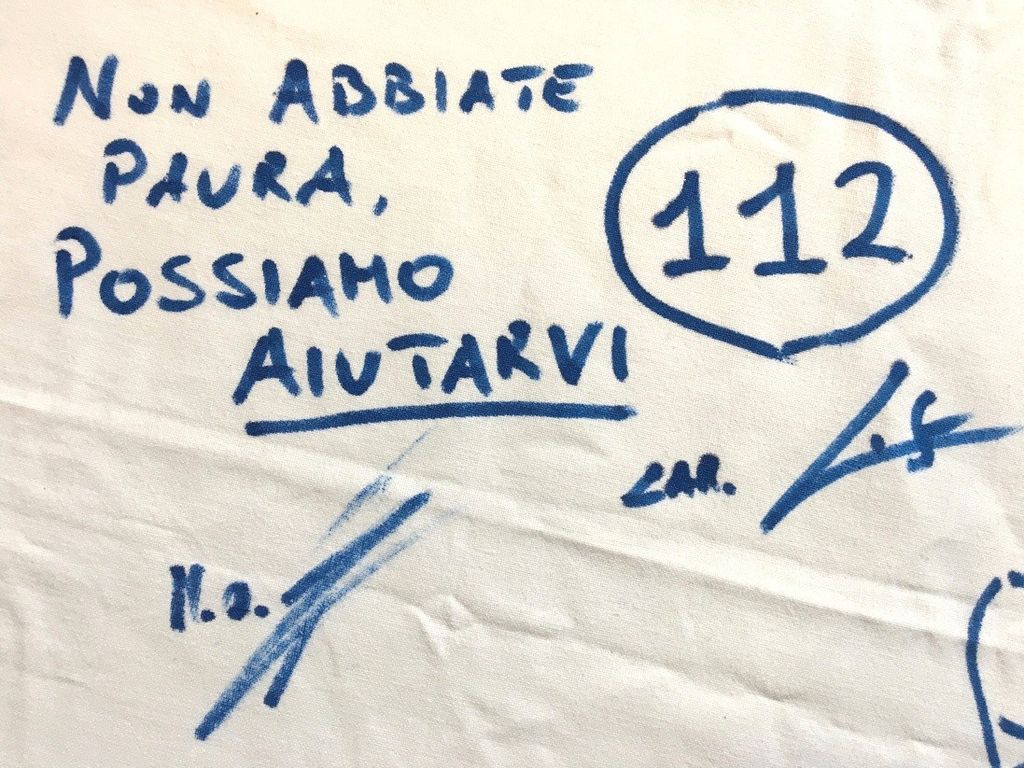 NON ABBIATE
PAURA,
POSSIAMO
AIUTARVI
112
CAR.
M.O.